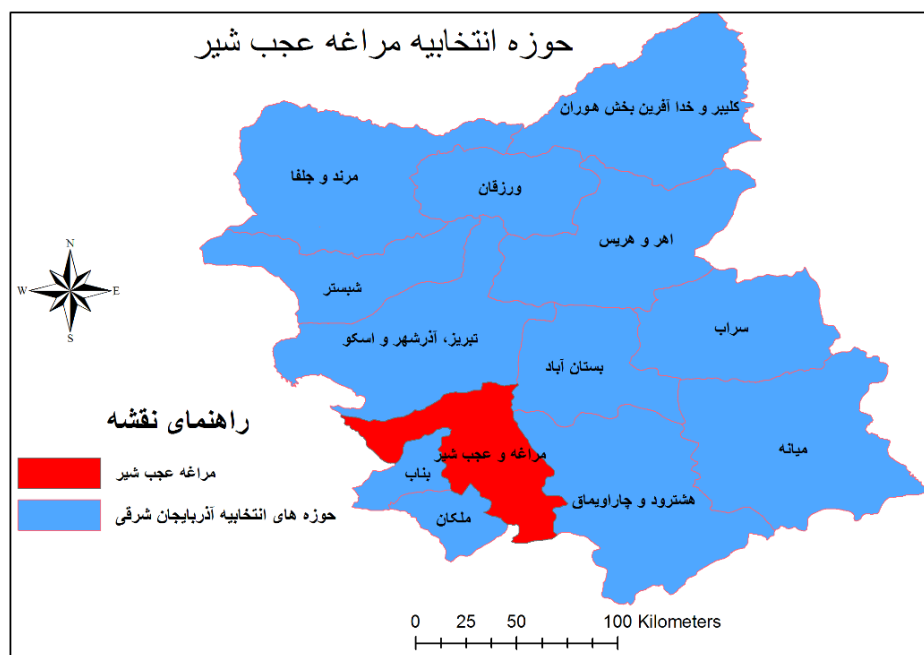 حوزه انتخابیه مراغه عجب شیر
کلیبر و خدا آفرین بخش هوران
مرند و جلفا
ورزقان
اهر و هریس
N
W
E
S
شبستر
سراب
تبریز، آذرشهر و اسکو
بستان آباد
راهنمای نقشه
مراغه و عجب شیر
میانه
مراغه عجب شیر
بناب
هشترود و چاراویماق
حوزه های انتخابیه آذربایجان شرقی
ملکان
0 25 50 100 Kilometers